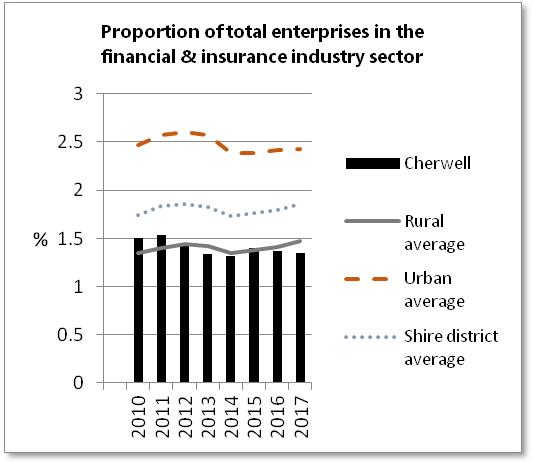 Proportion of total enterprises in the
financial & insurance industry sector
3
2.5
2
1.5
1
0.5
0
%
2010
2011
2012
2013
2014
2015
2016
2017
Cherwell
Rural
average
Urban
average
Shire district
average